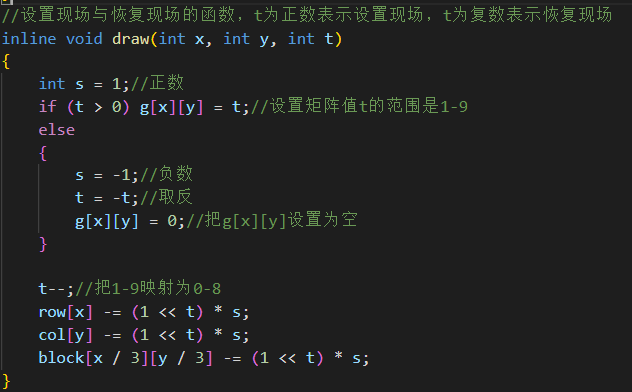 //设置现场与恢复现场的函数，t为正数表示设置现场，t为复数表示恢复现场
inline void draw(int x, int y, int t)
{
    int s = 1;//正数
    if (t > 0) g[x][y] = t;//设置矩阵值t的范围是1-9
    else
    {
        s = -1;//负数
        t = -t;//取反
        g[x][y] = 0;//把g[x][y]设置为空
    }

    t--;//把1-9映射为0-8
    row[x] -= (1 << t) * s;
    col[y] -= (1 << t) * s;
    block[x / 3][y / 3] -= (1 << t) * s;
}